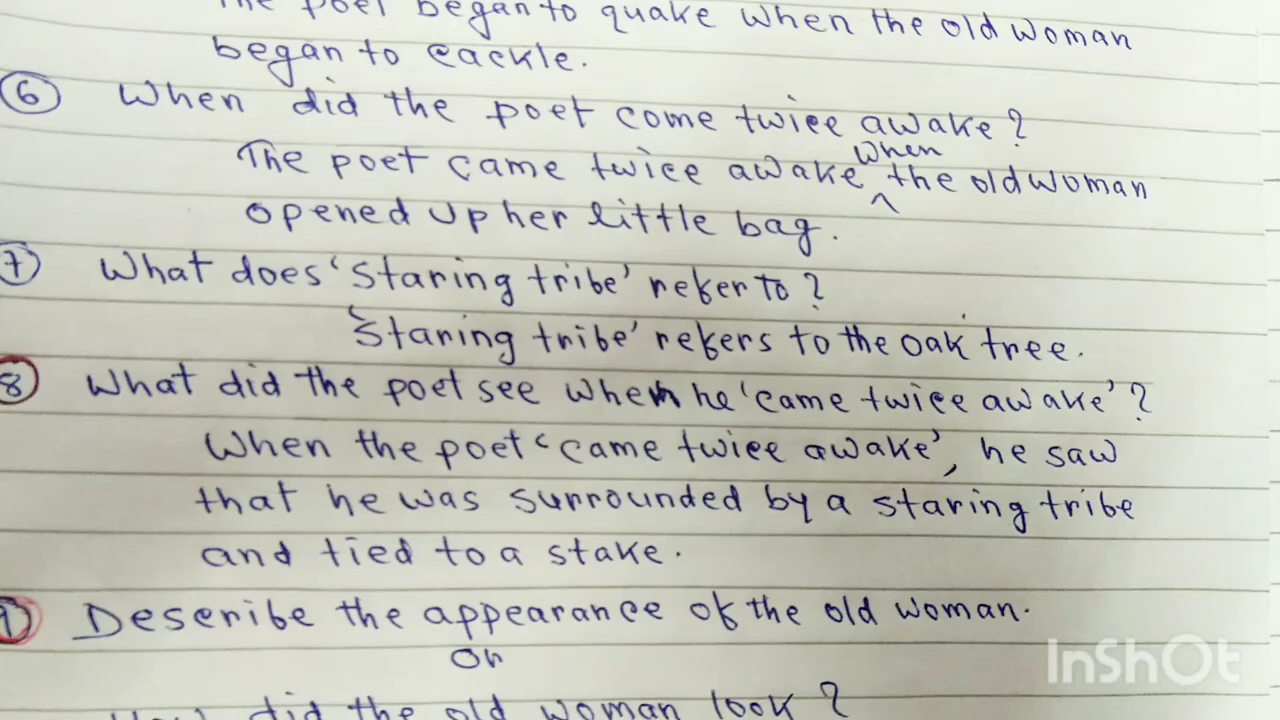 The poet began to quake when the old woman
began to cackle.
6 When did the poet come twice awake?
when
The poet came twice awake ^ the old woman
opened up her little bag.
7 What does 'staring tribe' refer to?
'Staring tribe' refers to the oak tree.
8 What did the poet see when he 'came twice awake'?
When the poet 'came twice awake', he saw
that he was surrounded by a staring tribe
and tied to a stake.
Describe the appearance of the old woman.
Or
How did the old woman look?
InShOt